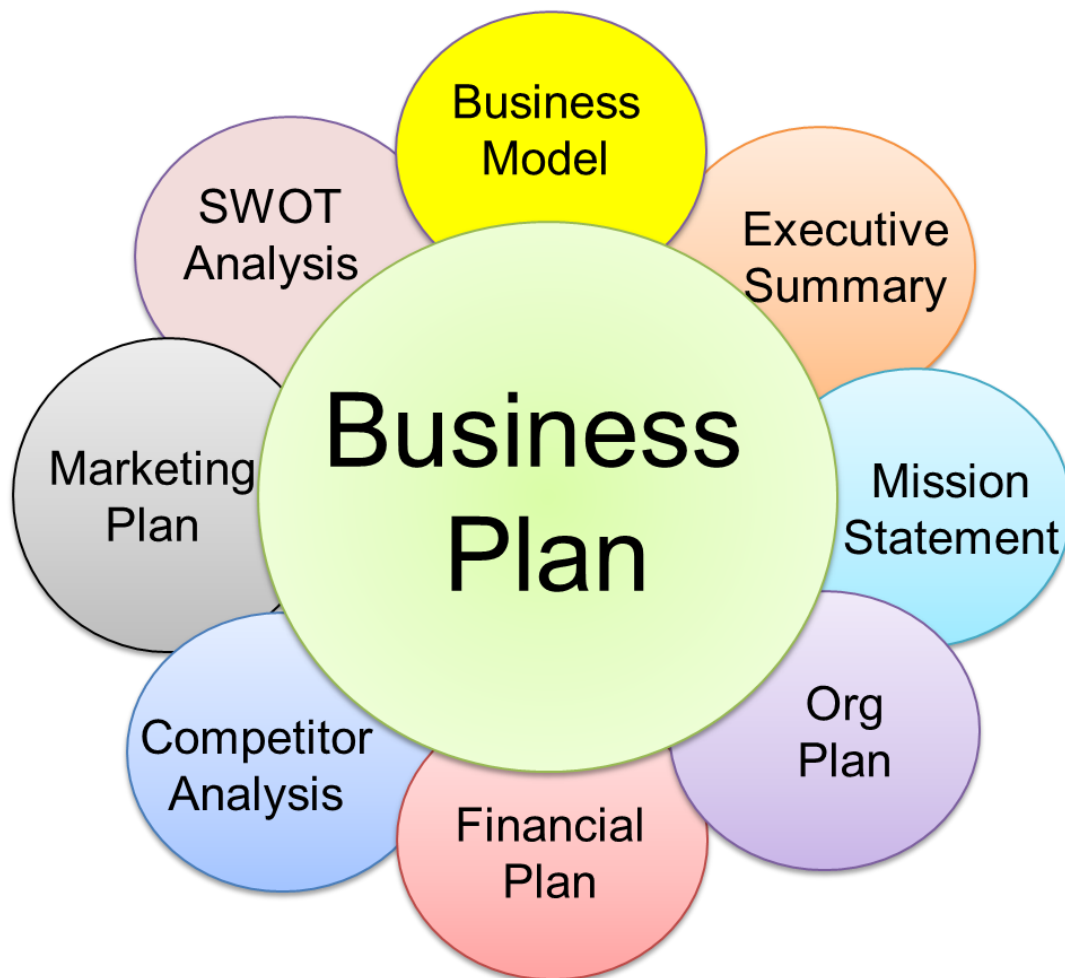 Business
Model
Executive
Summary
Mission
Statement
Org
Plan
Financial
Plan
Competitor
Analysis
Marketing
Plan
SWOT
Analysis
Business
Plan